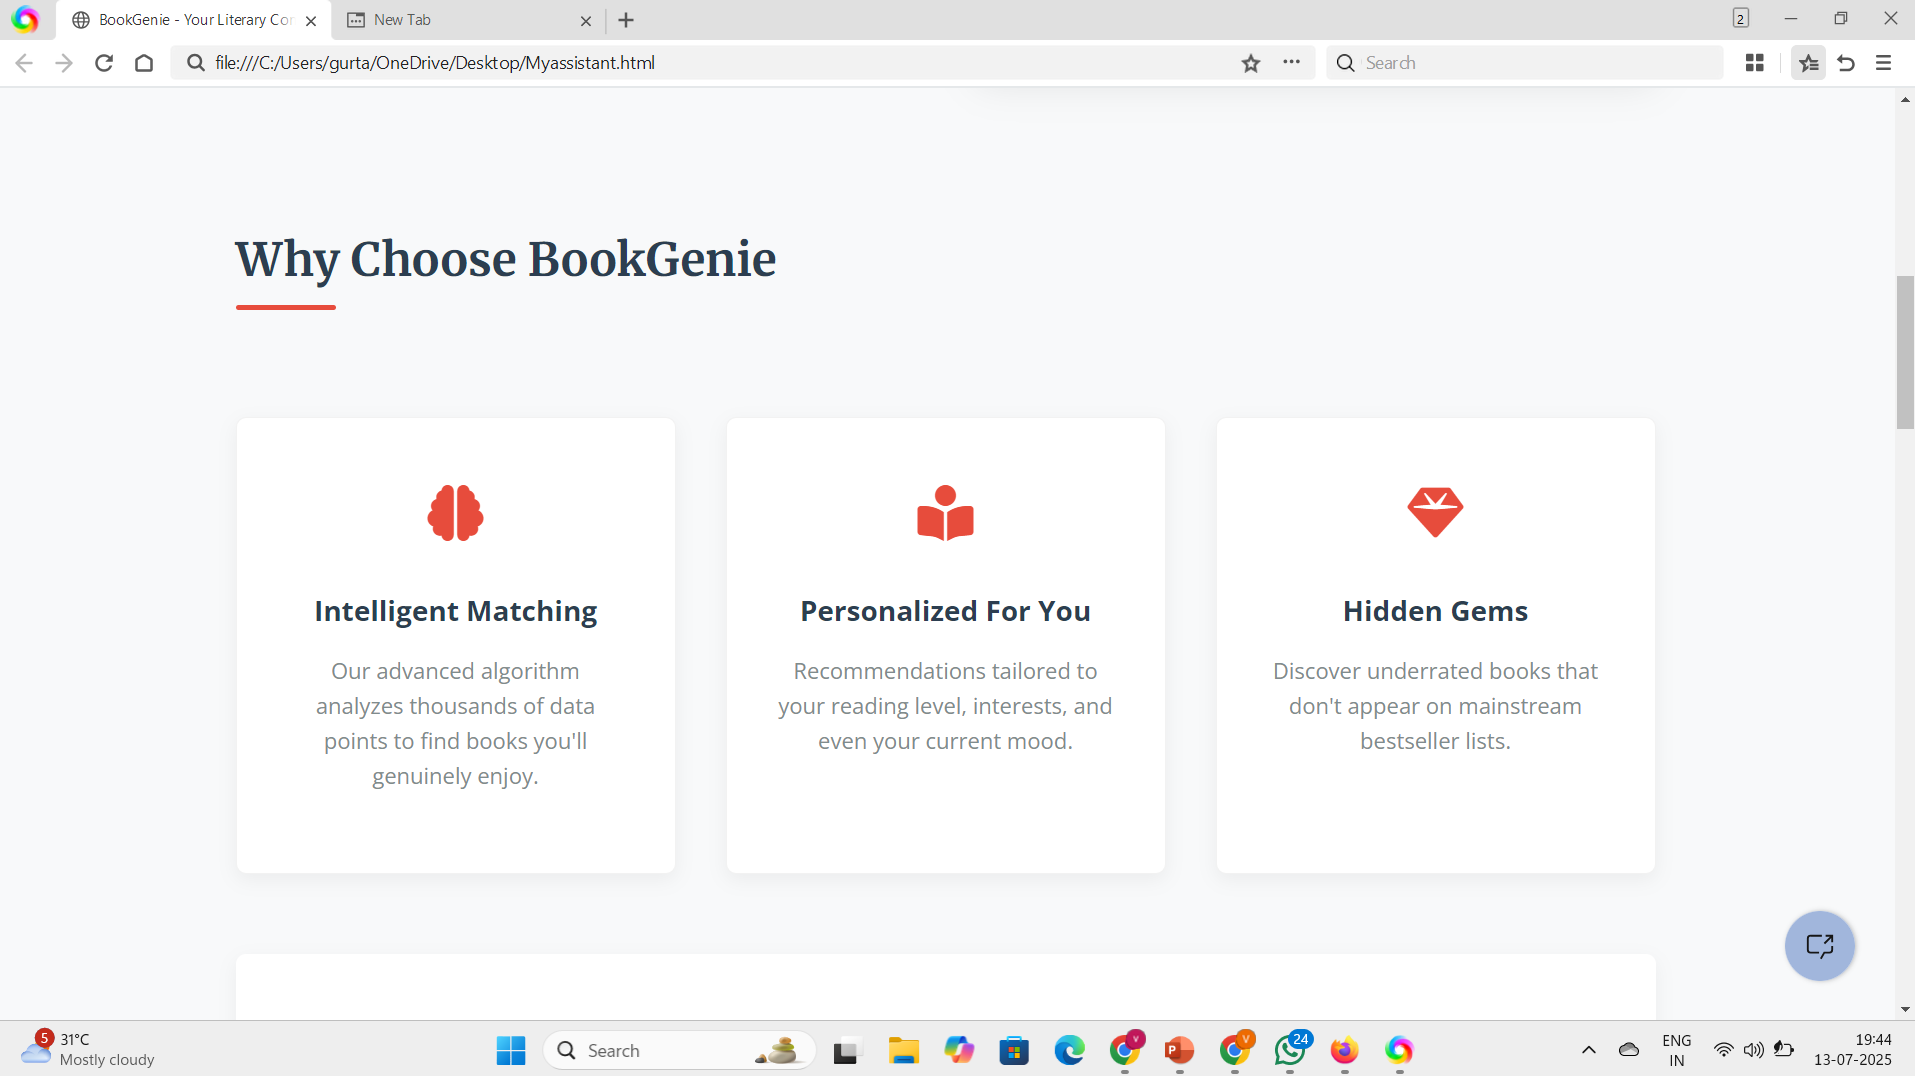 BookGenie - Your Literary Cor
New Tab
2
file:///C:/Users/gurta/OneDrive/Desktop/Myassistant.html
Search
Why Choose BookGenie
Intelligent Matching
Our advanced algorithm
analyzes thousands of data
points to find books you'll
genuinely enjoy.
Personalized For You
Recommendations tailored to
your reading level, interests, and
even your current mood.
Hidden Gems
Discover underrated books that
don't appear on mainstream
bestseller lists.
5
31°C
Mostly cloudy
Search
V
P
V
24
ENG
IN
19:44
13-07-2025